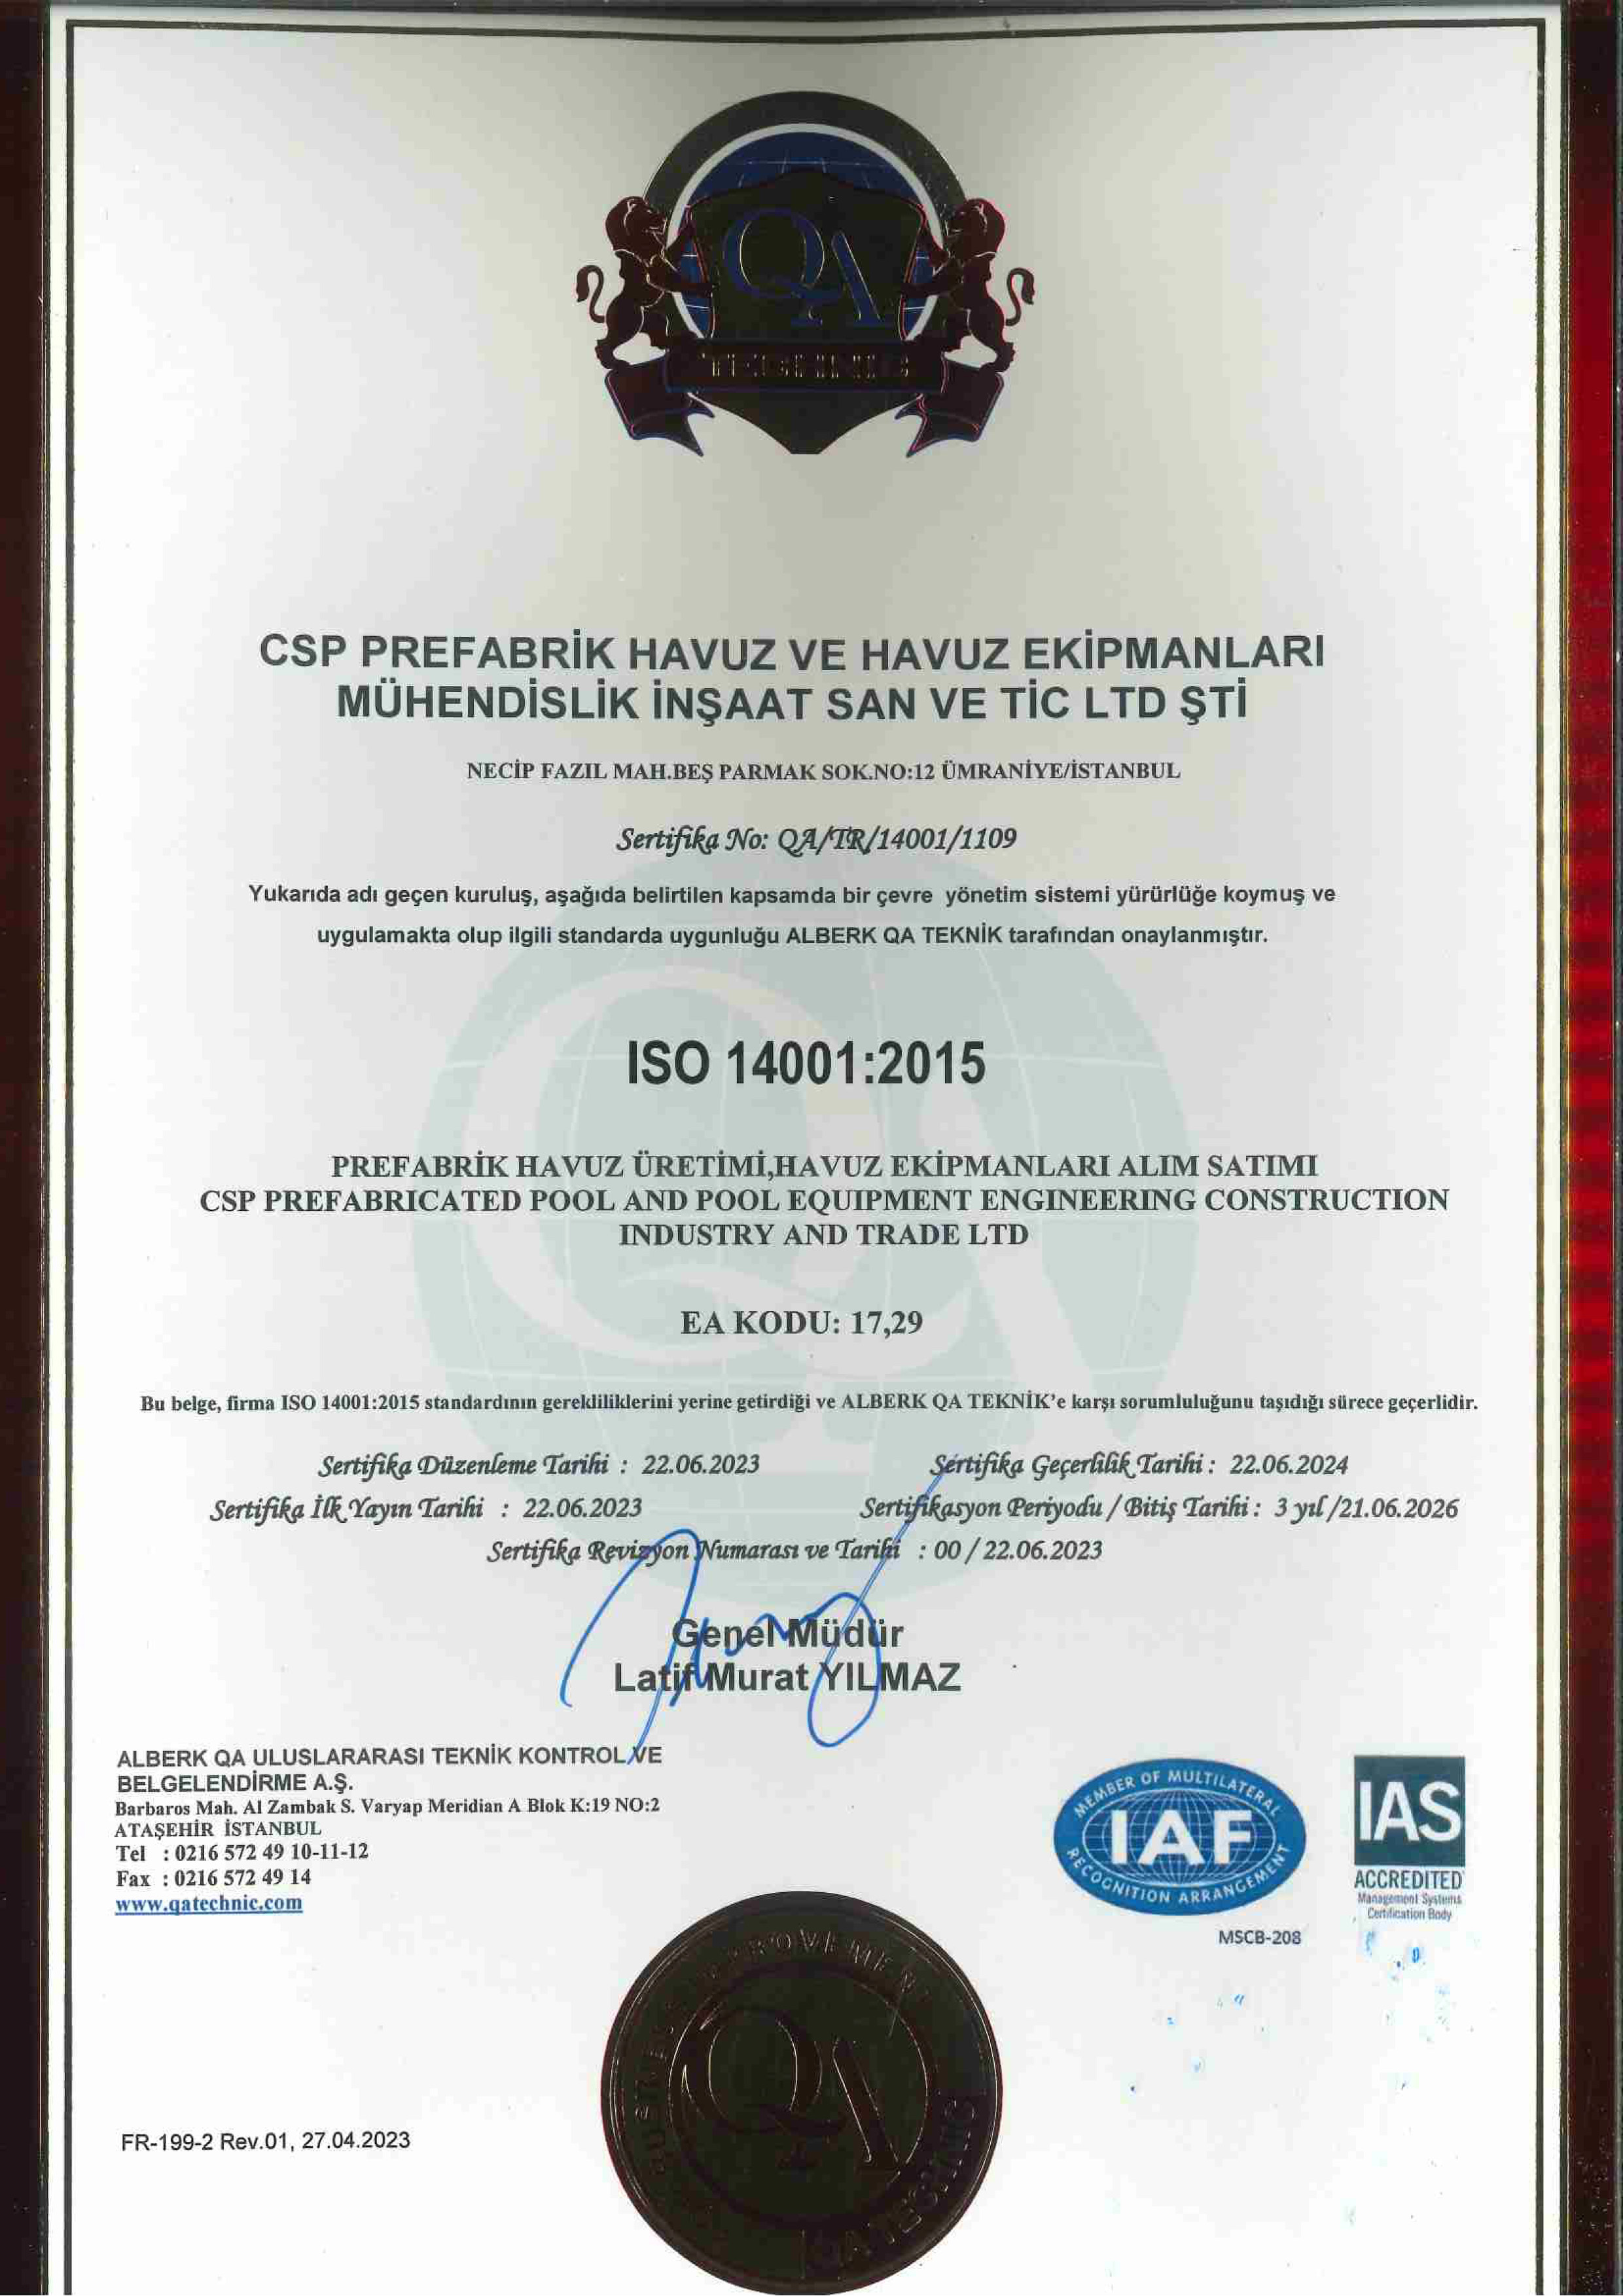 QA
TECHNIC
CSP PREFABRİK HAVUZ VE HAVUZ EKİPMANLARI
MÜHENDİSLİK İNŞAAT SAN VE TİC LTD ŞTİ
NECİP FAZIL MAH.BEŞ PARMAK SOK.NO:12 ÜMRANİYE/İSTANBUL
Sertifika No: QA/TR/14001/1109
Yukarıda adı geçen kuruluş, aşağıda belirtilen kapsamda bir çevre yönetim sistemi yürürlüğe koymuş ve
uygulamakta olup ilgili standarda uygunluğu ALBERK QA TEKNİK tarafından onaylanmıştır.
ISO 14001:2015
PREFABRİK HAVUZ ÜRETİMİ,HAVUZ EKİPMANLARI ALIM SATIMI
CSP PREFABRICATED POOL AND POOL EQUIPMENT ENGINEERING CONSTRUCTION
INDUSTRY AND TRADE LTD
EA KODU: 17,29
Bu belge, firma ISO 14001:2015 standardının gerekliliklerini yerine getirdiği ve ALBERK QA TEKNİK'e karşı sorumluluğunu taşıdığı sürece geçerlidir.
Sertifika Düzenleme Tarihi : 22.06.2023 Sertifika Geçerlilik Tarihi : 22.06.2024
Sertifika İlk Yayın Tarihi : 22.06.2023 Sertifikasyon Periyodu / Bitiş Tarihi : 3 yıl /21.06.2026
Sertifika Revizyon Numarası ve Tarihi : 00 / 22.06.2023
Genel Müdür
Latif Murat YILMAZ
ALBERK QA ULUSLARARASI TEKNİK KONTROL VE
BELGELENDİRME A.Ş.
Barbaros Mah. Al Zambak S. Varyap Meridian A Blok K:19 NO:2
ATAŞEHİR İSTANBUL
Tel : 0216 572 49 10-11-12
Fax : 0216 572 49 14
www.qatechnic.com
MEMBER OF MULTILATERAL
IAF
RECOGNITION ARRANGEMENT
IAS
ACCREDITED
Management Systems
Certification Body
MSCB-208
QA
QA TECHNIC
FR-199-2 Rev.01, 27.04.2023